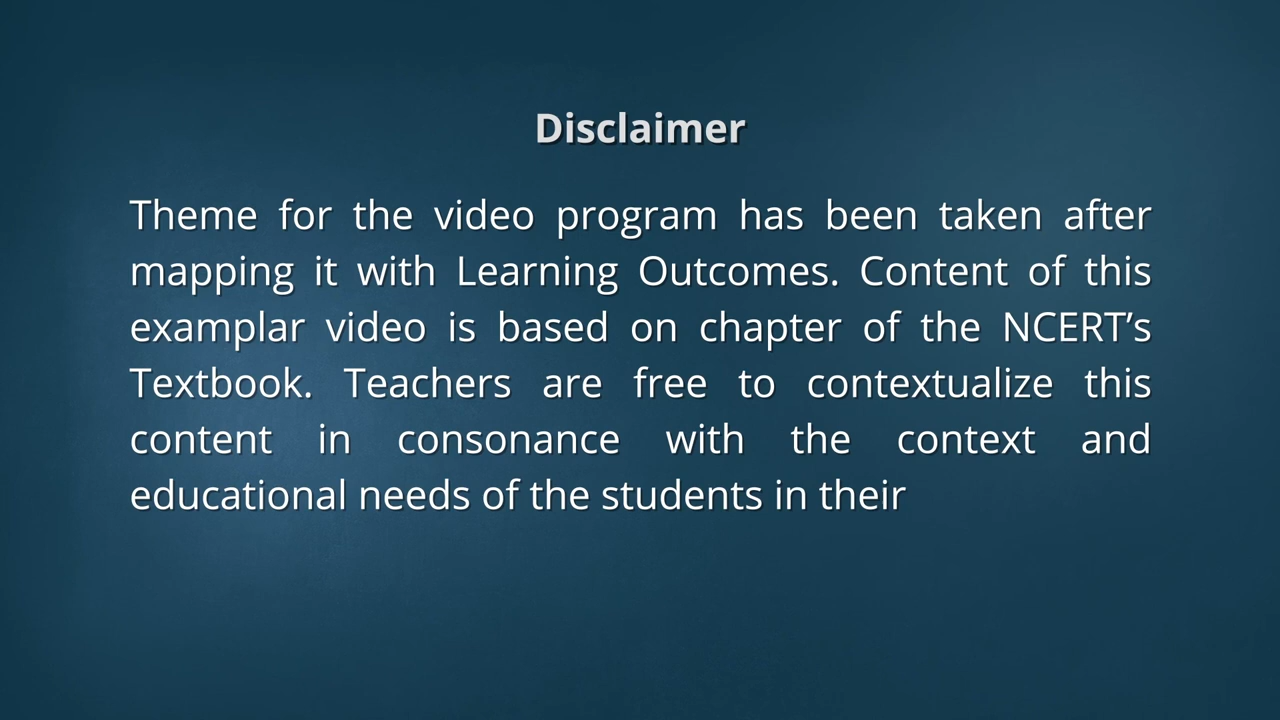 Disclaimer
Theme for the video program has been taken after
mapping it with Learning Outcomes. Content of this
examplar video is based on chapter of the NCERT’s
Textbook. Teachers are free to contextualize this
content in consonance with the context and
educational needs of the students in their